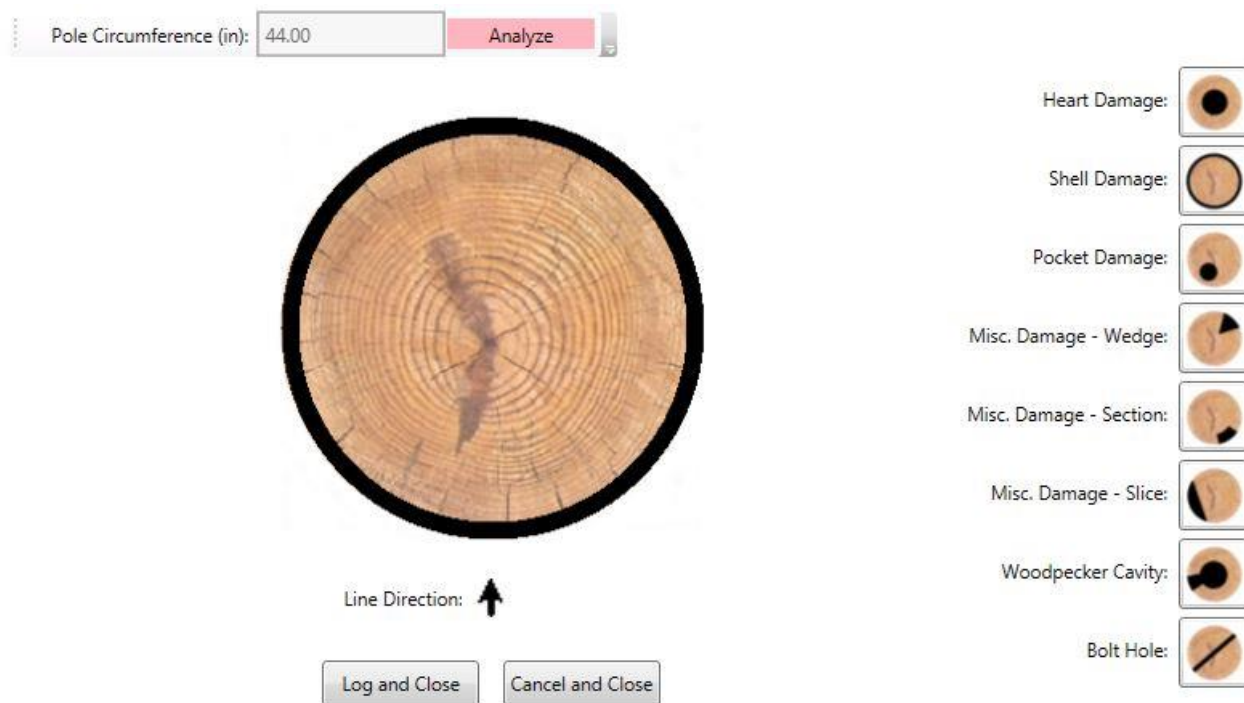 Pole Circumference (in): 44.00 Analyze
Heart Damage:
Shell Damage:
Pocket Damage:
Misc. Damage - Wedge:
Misc. Damage - Section:
Misc. Damage - Slice:
Woodpecker Cavity:
Bolt Hole:
Line Direction:
Log and Close Cancel and Close